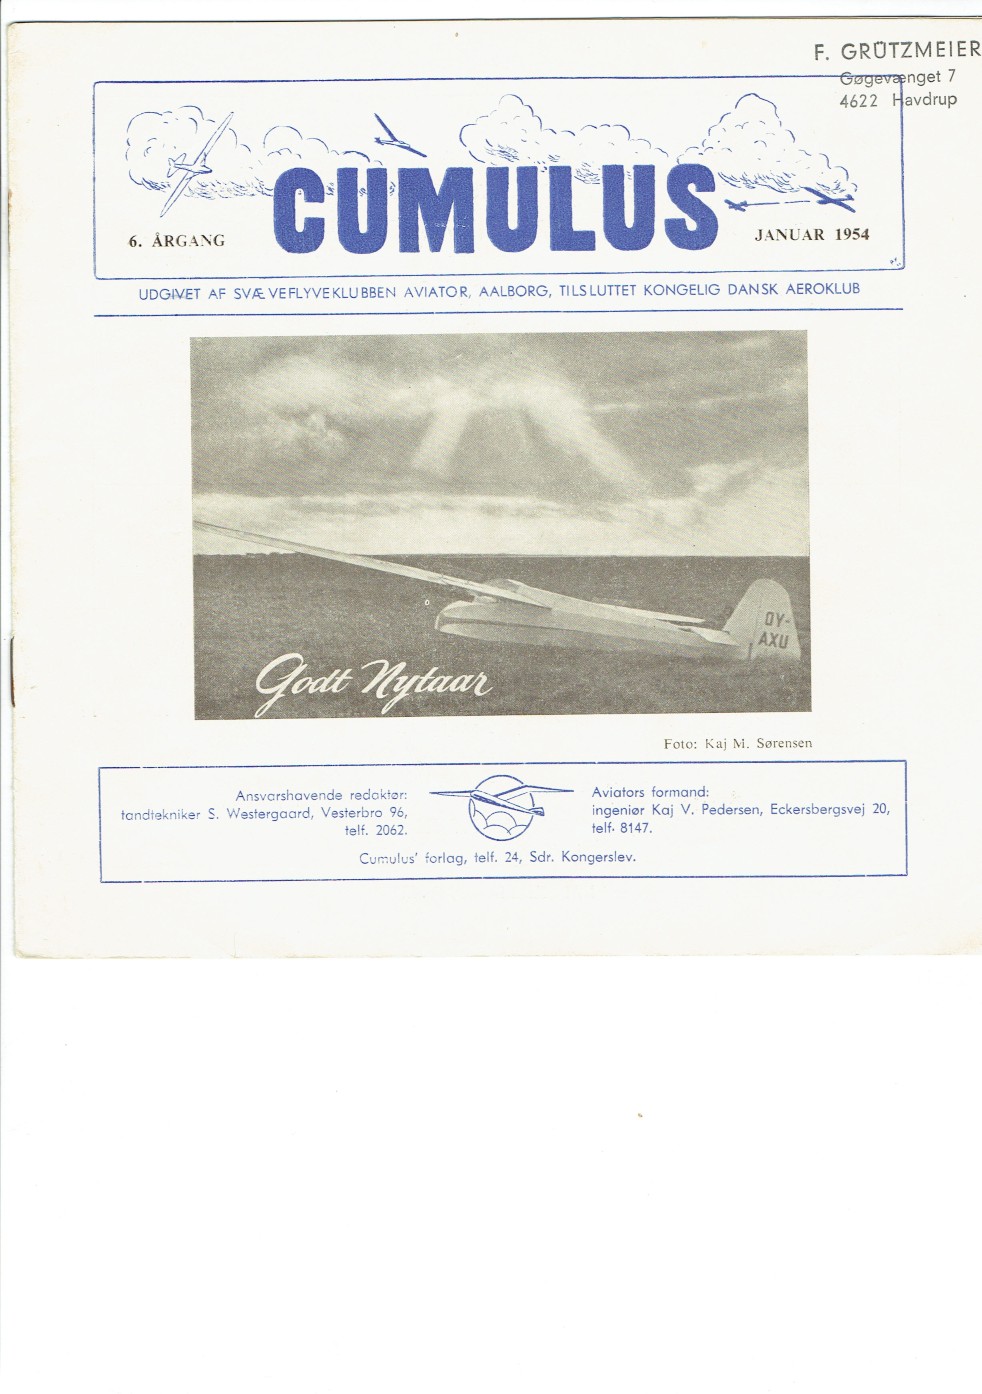 F. GRÜTZMEIER
Gøgevænget 7
4622 Havdrup
CUMULUS
6. ÅRGANG
JANUAR 1954
UDGIVET AF SVÆVEFLYVEKLUBBEN AVIATOR, AALBORG, TILSLUTTET KONGELIG DANSK AEROKLUB
OY-
AXU
Godt Nytaar
Foto: Kaj M. Sørensen
Ansvarshavende redaktør:
tandtekniker S. Westergaard, Vesterbro 96,
telf. 2062.
Aviators formand:
ingeniør Kaj V. Pedersen, Eckersbergsvej 20,
telf. 8147.
Cumulus' forlag, telf. 24, Sdr. Kongerslev.